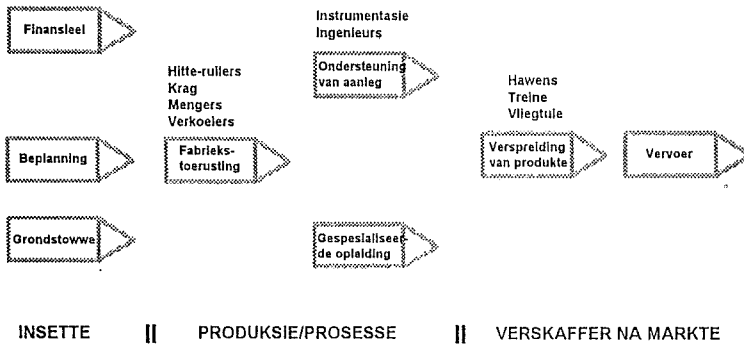 Finansieel
Instrumentasie
Ingenieurs
Ondersteuning
van aanleg
Hitte-ruilers
Krag
Mengers
Verkoelers
Hawens
Treine
Vliegtuie
Beplanning
Fabrieks-
toerusting
Verspreiding
van produkte
Vervoer
Grondstowwe
Gespesialiseer-
de opleiding
INSETTE || PRODUKSIE/PROSESSE || VERSKAFFER NA MARKTE